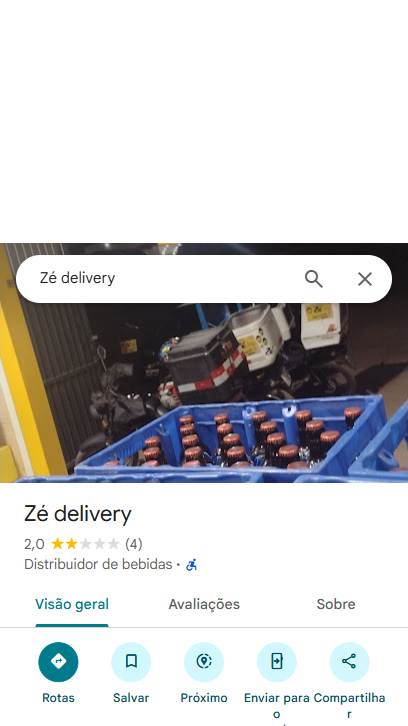 Zé delivery
Zé delivery
2,0 (4)
Distribuidor de bebidas ·
Visão geral
Avaliações
Sobre
Rotas
Salvar
Próximo
Enviar para
o
Compartilha
r